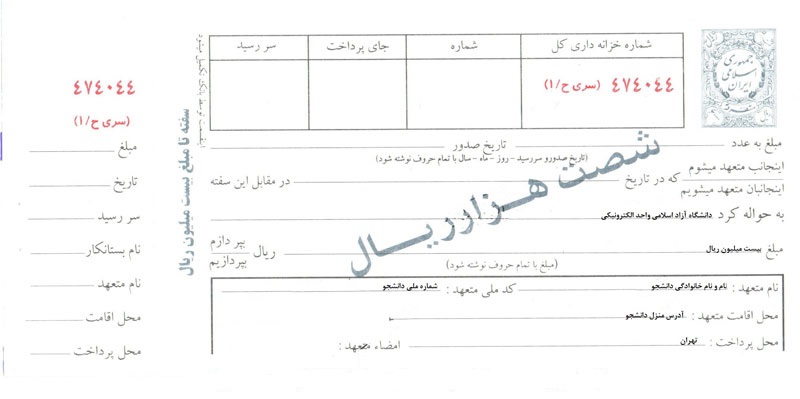 شماره خزانه داری کل
شماره
جای پرداخت
سر رسید
٤٧٤٠٤٤ (سری ح/١)
جمهوری
اسلامی
ایران
سفته تا مبلغ بیست میلیون ریال
شصت هزار ریال
مبلغ به عدد
تاریخ صدور
(تاریخ صدورو سررسید - روز - ماه - سال با تمام حروف نوشته شود)
اینجانب متعهد میشوم
اینجانبان متعهد میشویم
که در تاریخ
در مقابل این سفته
به حواله کرد دانشگاه آزاد اسلامی واحد الکترونیکی
مبلغ بیست میلیون ریال
ریال
بپردازم
بپردازیم
(مبلغ با تمام حروف نوشته شود)
نام متعهد : نام و نام خانوادگی دانشجو
کد ملی متعهد : شماره ملی دانشجو
محل اقامت متعهد : آدرس منزل دانشجو
محل پرداخت : تهران
امضاء متعهد:
٤٧٤٠٤٤
(سری ح/١)
مبلغ
تاریخ
سر رسید
نام بستانکار
نام متعهد
محل اقامت
محل پرداخت